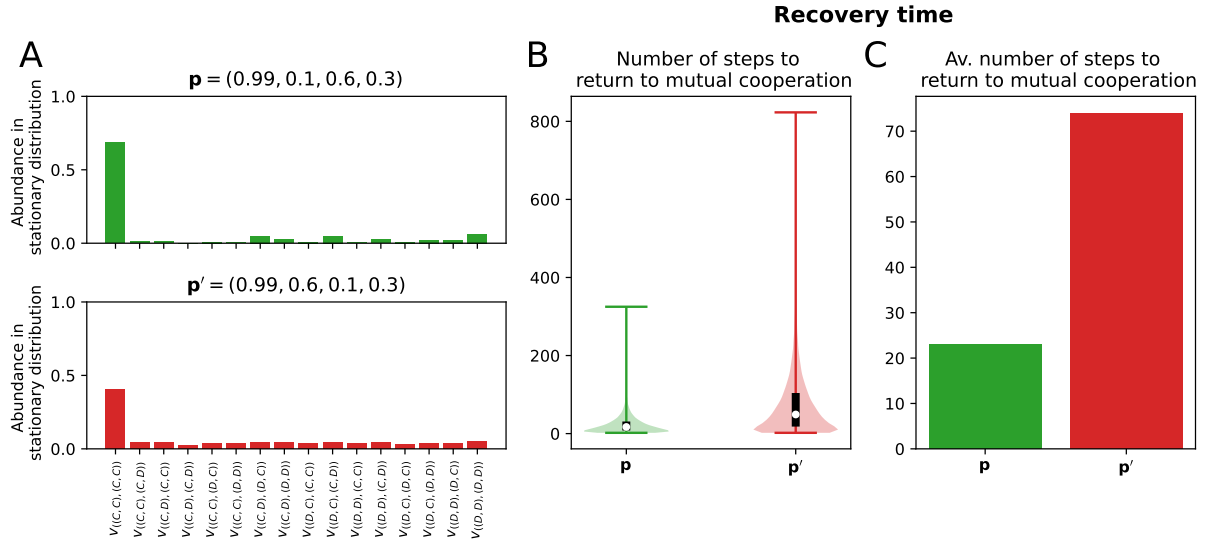 Recovery time
A
p = (0.99, 0.1, 0.6, 0.3)
Abundance in
stationary distribution
1.0
0.5
0.0
p′ = (0.99, 0.6, 0.1, 0.3)
Abundance in
stationary distribution
1.0
0.5
0.0
v((C, C), (C, C))
v((C, C), (C, D))
v((C, D), (C, C))
v((C, D), (C, D))
v((C, C), (D, C))
v((C, C), (D, D))
v((C, D), (D, C))
v((C, D), (D, D))
v((D, C), (C, C))
v((D, C), (C, D))
v((D, D), (C, C))
v((D, D), (C, D))
v((D, C), (D, C))
v((D, C), (D, D))
v((D, D), (D, C))
v((D, D), (D, D))
B
Number of steps to
return to mutual cooperation
800
600
400
200
0
p
p′
C
Av. number of steps to
return to mutual cooperation
70
60
50
40
30
20
10
0
p
p′